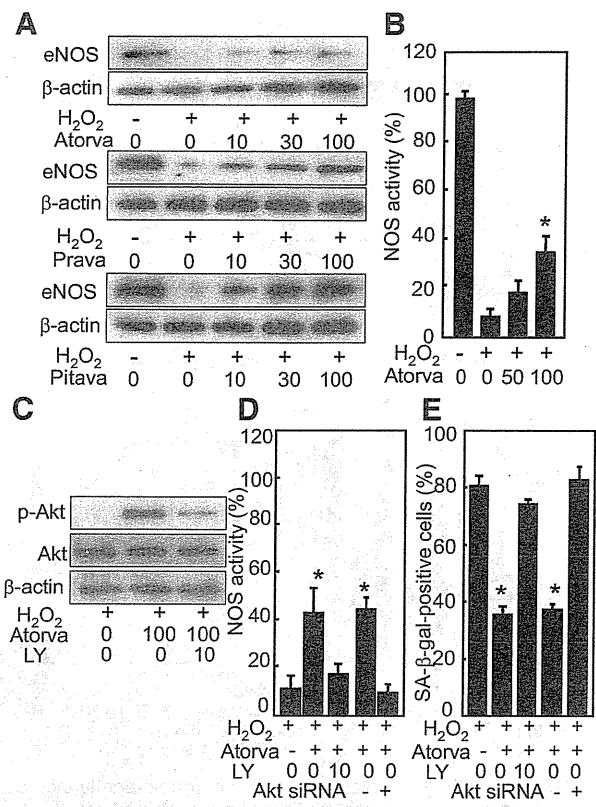 A
eNOS
β-actin
H₂O₂ - + + + +
Atorva 0 0 10 30 100
eNOS
β-actin
H₂O₂ - + + + +
Prava 0 0 10 30 100
eNOS
β-actin
H₂O₂ - + + + +
Pitava 0 0 10 30 100
B
NOS activity (%)
120
100
80
60
40
20
0
*
H₂O₂ - + + +
Atorva 0 0 50 100
C
p-Akt
Akt
β-actin
H₂O₂ + + +
Atorva 0 100 100
LY 0 0 10
D
NOS activity (%)
120
100
80
60
40
20
0
* *
H₂O₂ + + + + +
Atorva - + + + +
LY 0 0 10 0 0
Akt siRNA - +
E
SA-β-gal-positive cells (%)
100
80
60
40
20
0
* *
H₂O₂ + + + + +
Atorva - + + + +
LY 0 0 10 0 0
Akt siRNA - +